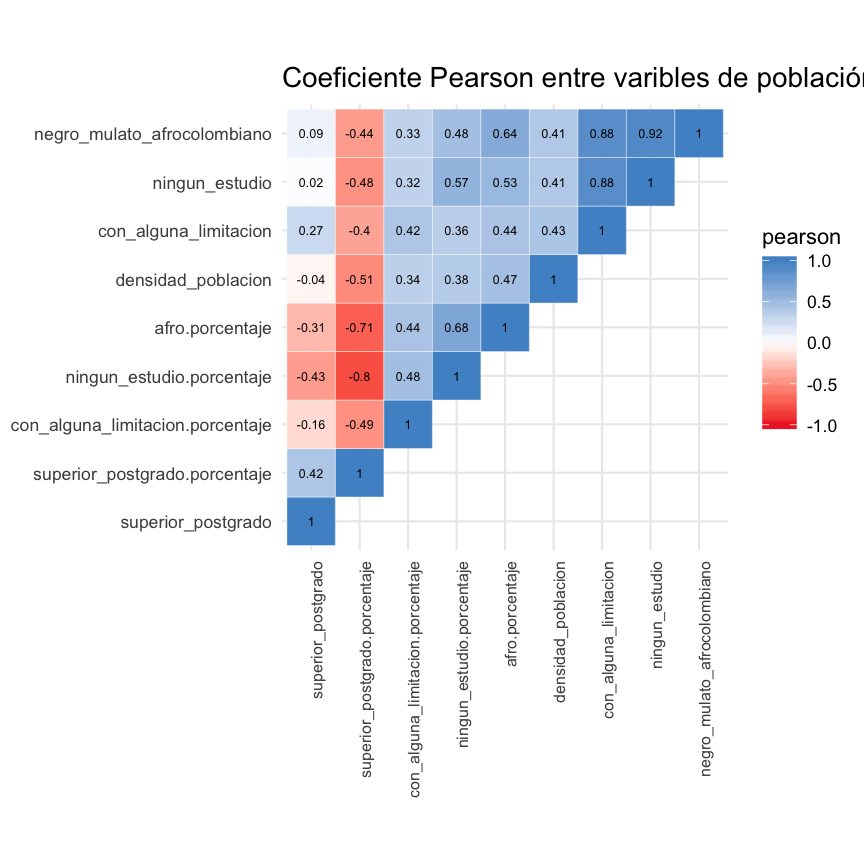 Coeficiente Pearson entre varibles de población
negro_mulato_afrocolombiano 0.09 -0.44 0.33 0.48 0.64 0.41 0.88 0.92 1
ningun_estudio 0.02 -0.48 0.32 0.57 0.53 0.41 0.88 1
con_alguna_limitacion 0.27 -0.4 0.42 0.36 0.44 0.43 1
densidad_poblacion -0.04 -0.51 0.34 0.38 0.47 1
afro.porcentaje -0.31 -0.71 0.44 0.68 1
ningun_estudio.porcentaje -0.43 -0.8 0.48 1
con_alguna_limitacion.porcentaje -0.16 -0.49 1
superior_postgrado.porcentaje 0.42 1
superior_postgrado 1
superior_postgrado
superior_postgrado.porcentaje
con_alguna_limitacion.porcentaje
ningun_estudio.porcentaje
afro.porcentaje
densidad_poblacion
con_alguna_limitacion
ningun_estudio
negro_mulato_afrocolombiano
pearson
1.0
0.5
0.0
-0.5
-1.0